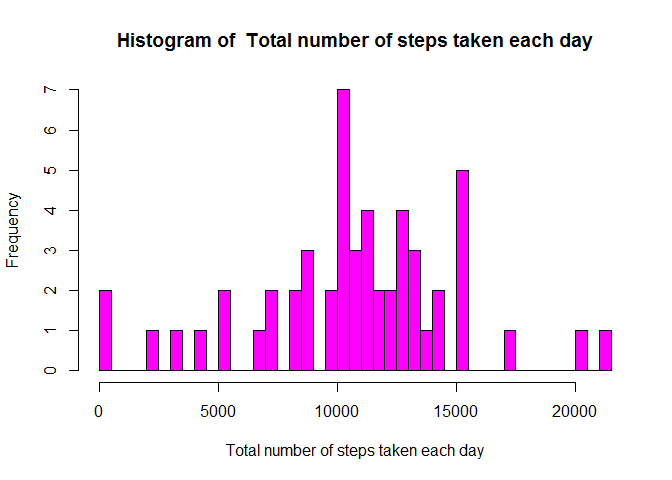 Histogram of  Total number of steps taken each day
Frequency
7
6
5
4
3
2
1
0
0 5000 10000 15000 20000
Total number of steps taken each day